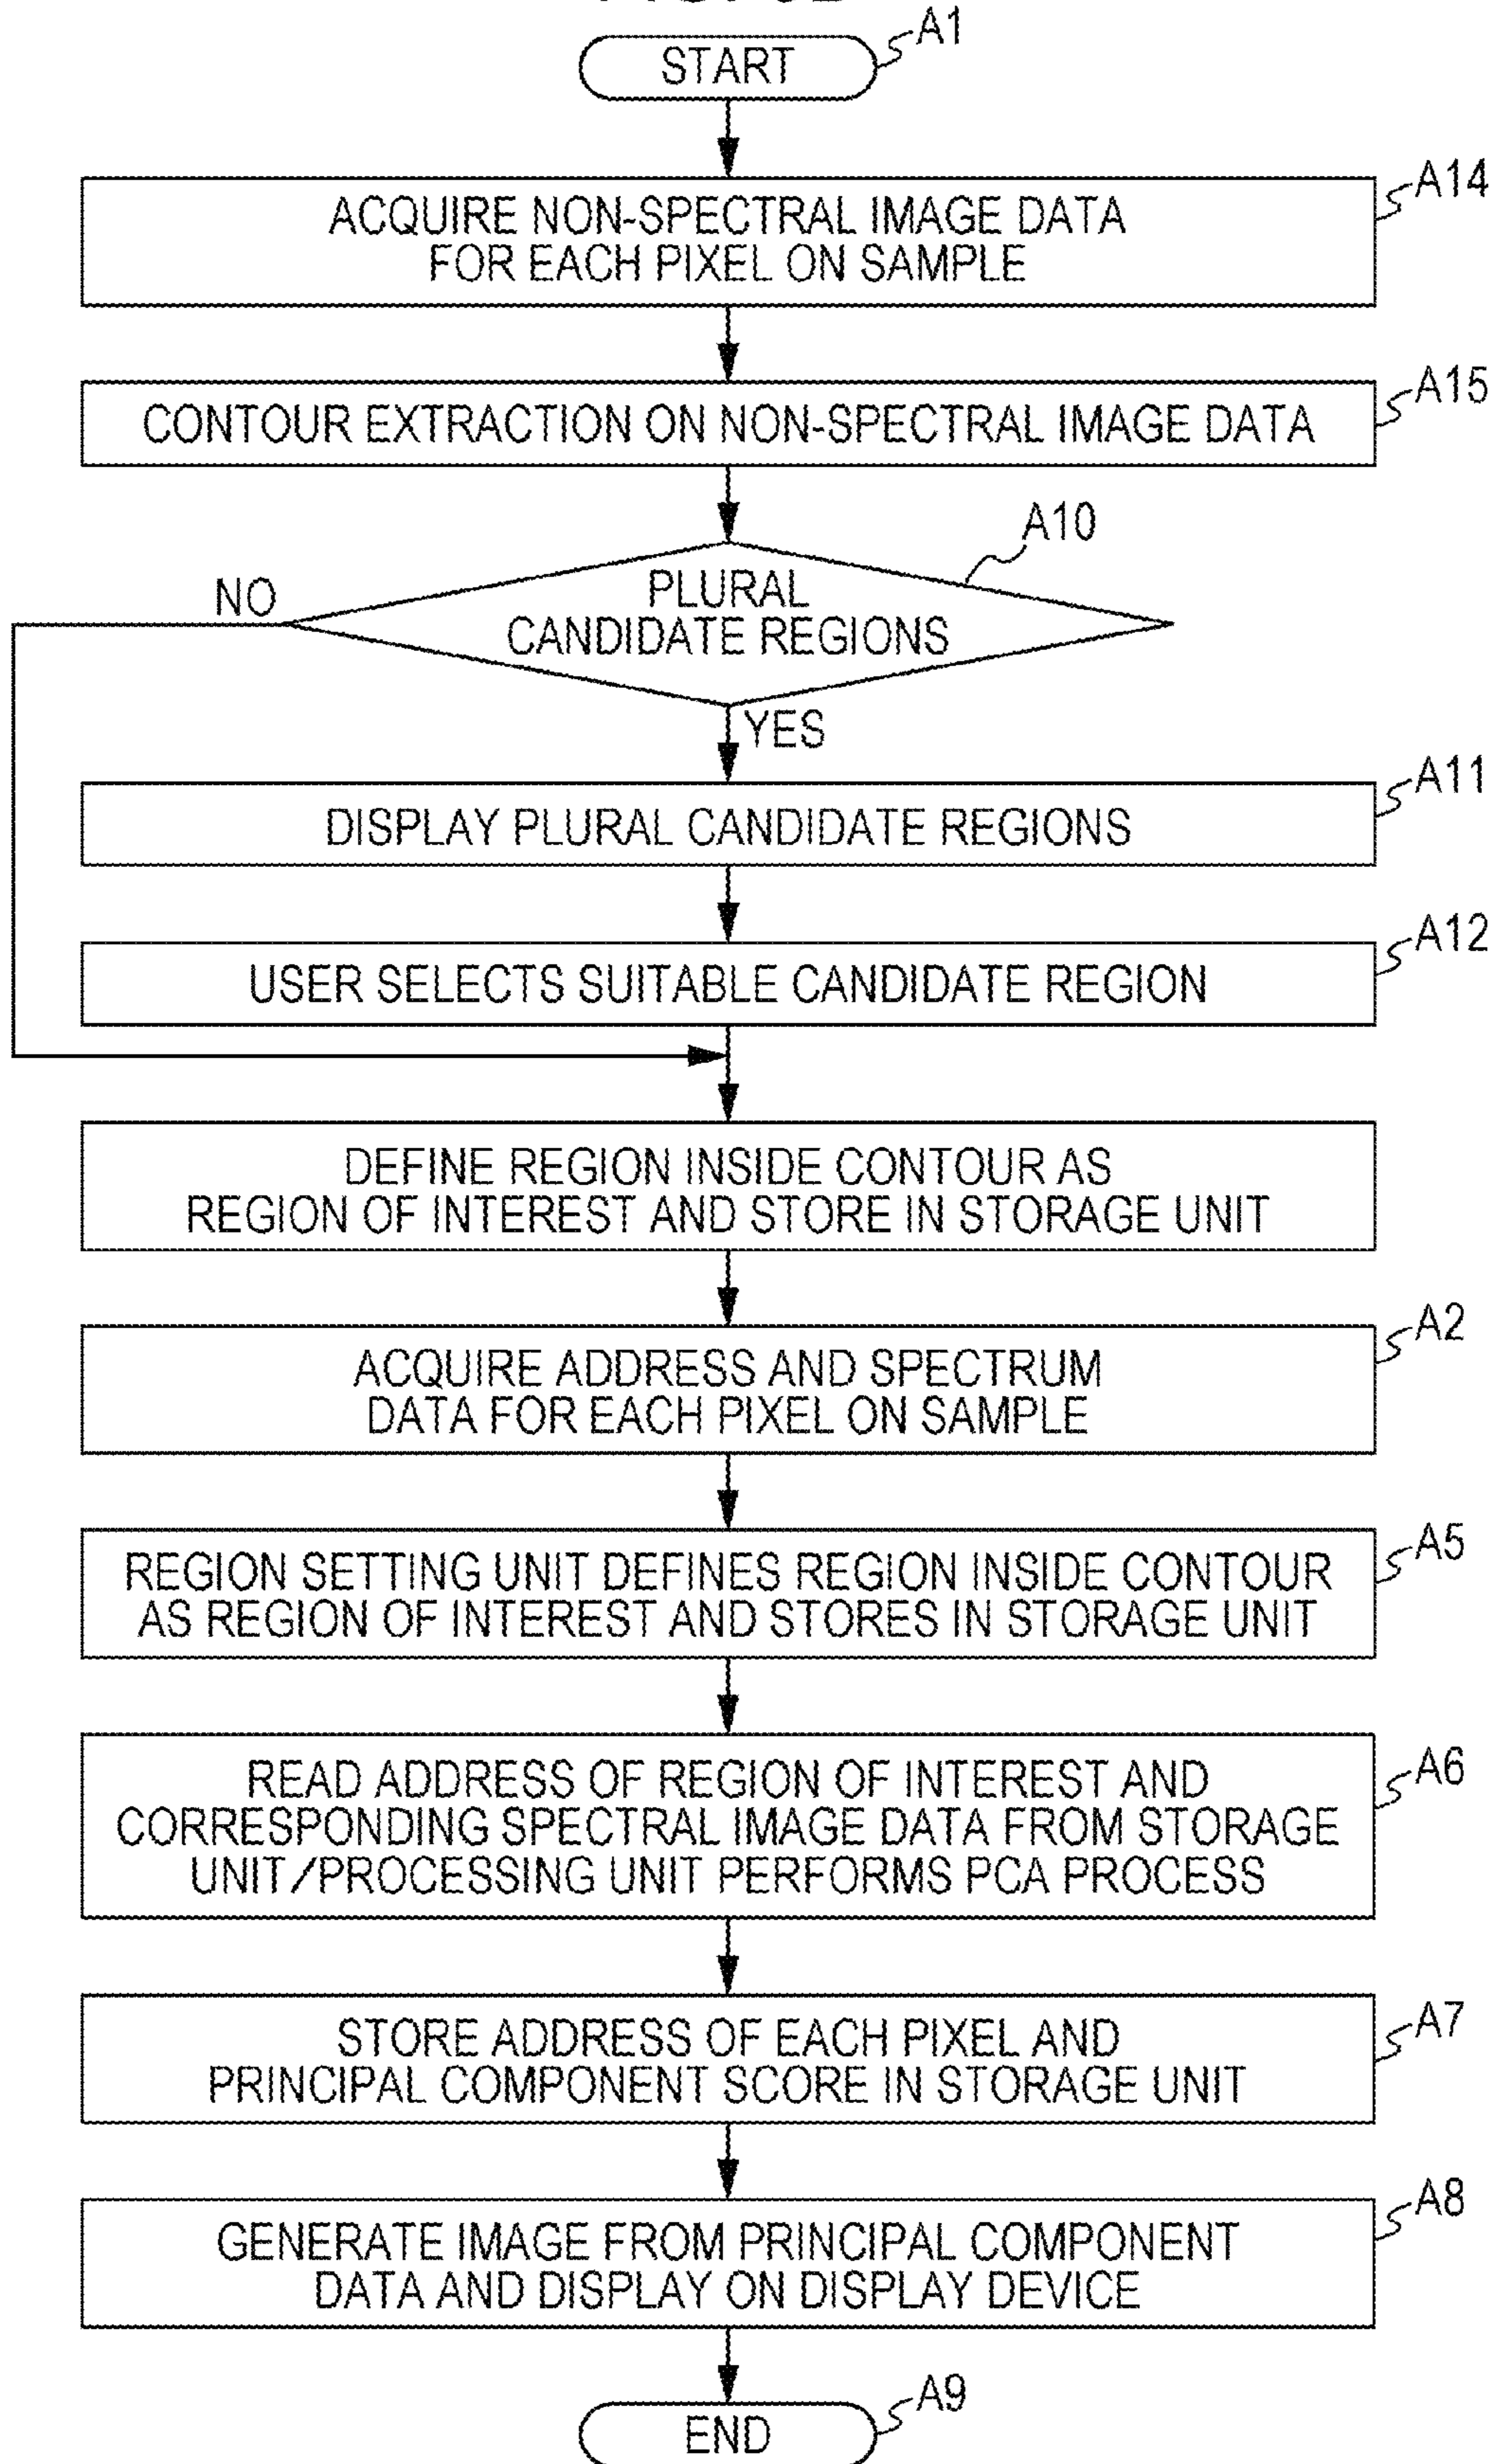 START
A1
ACQUIRE NON-SPECTRAL IMAGE DATA
FOR EACH PIXEL ON SAMPLE
A14
CONTOUR EXTRACTION ON NON-SPECTRAL IMAGE DATA
A15
PLURAL
CANDIDATE REGIONS
A10
NO
YES
DISPLAY PLURAL CANDIDATE REGIONS
A11
USER SELECTS SUITABLE CANDIDATE REGION
A12
DEFINE REGION INSIDE CONTOUR AS
REGION OF INTEREST AND STORE IN STORAGE UNIT
ACQUIRE ADDRESS AND SPECTRUM
DATA FOR EACH PIXEL ON SAMPLE
A2
REGION SETTING UNIT DEFINES REGION INSIDE CONTOUR
AS REGION OF INTEREST AND STORES IN STORAGE UNIT
A5
READ ADDRESS OF REGION OF INTEREST AND
CORRESPONDING SPECTRAL IMAGE DATA FROM STORAGE
UNIT/PROCESSING UNIT PERFORMS PCA PROCESS
A6
STORE ADDRESS OF EACH PIXEL AND
PRINCIPAL COMPONENT SCORE IN STORAGE UNIT
A7
GENERATE IMAGE FROM PRINCIPAL COMPONENT
DATA AND DISPLAY ON DISPLAY DEVICE
A8
END
A9